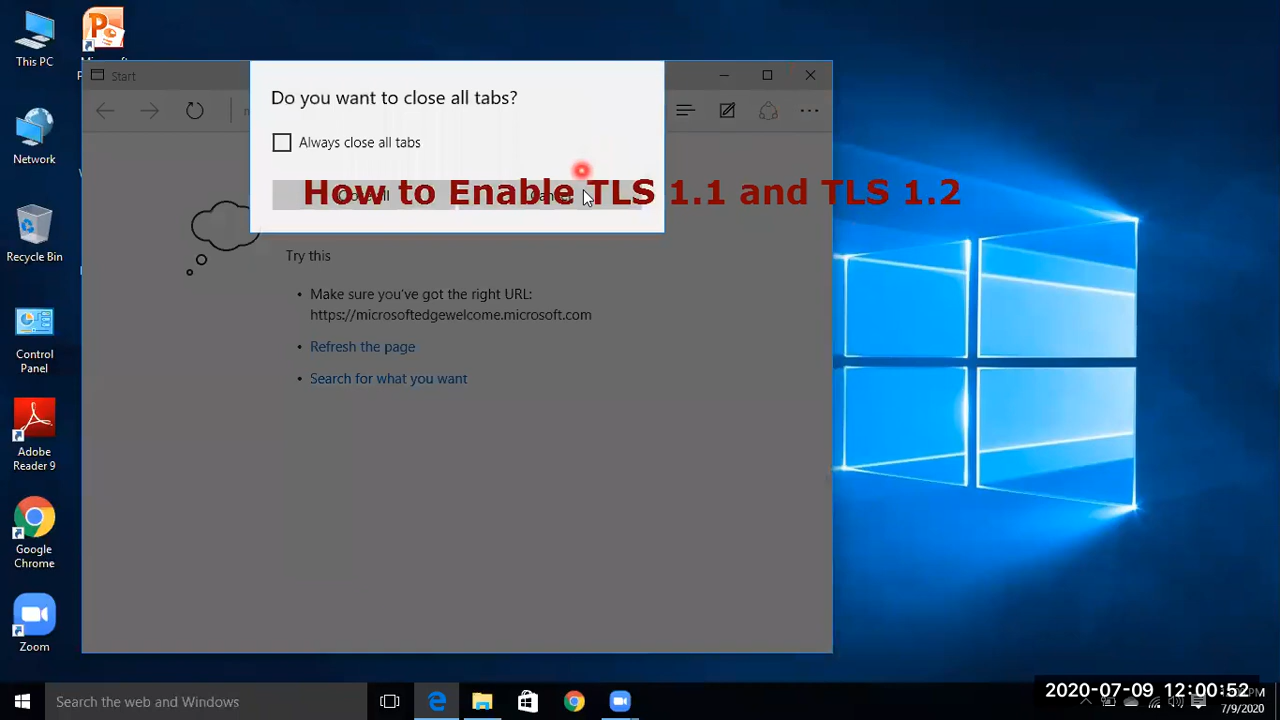 This PC
Start
Do you want to close all tabs?
Always close all tabs
How to Enable TLS 1.1 and TLS 1.2
Network
Recycle Bin
Try this
• Make sure you've got the right URL:
https://microsoftedgewelcome.microsoft.com
• Refresh the page
• Search for what you want
Control
Panel
Adobe
Reader 9
Google
Chrome
Zoom
Search the web and Windows
2020-07-09 12:00:52
7/9/2020